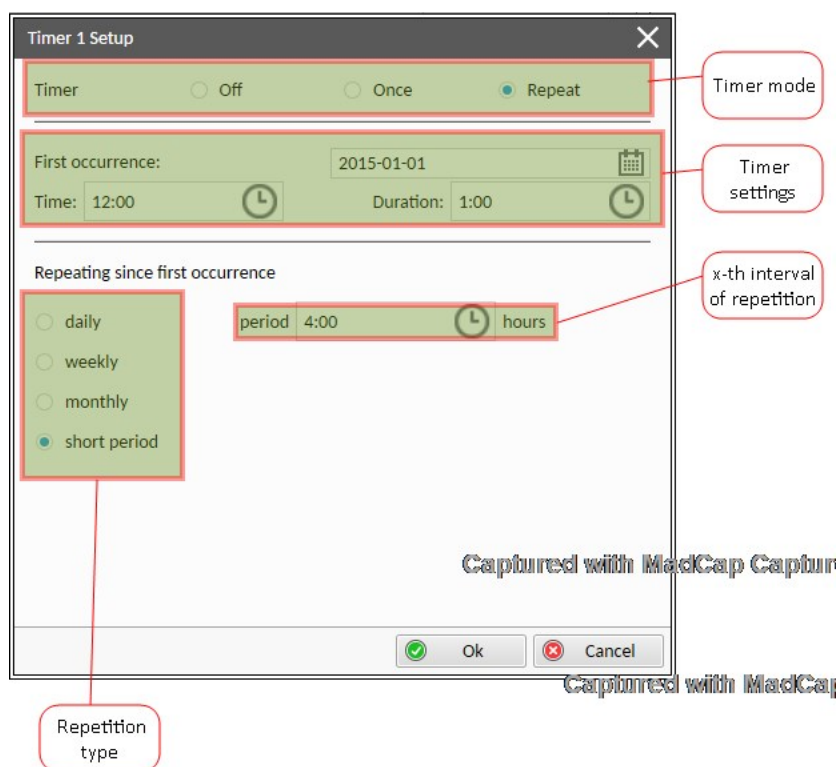 Timer 1 Setup
Timer Off Once Repeat
Timer mode
First occurrence: 2015-01-01
Time: 12:00 Duration: 1:00
Timer
settings
Repeating since first occurrence
x-th interval
of repetition
daily
period 4:00 hours
weekly
monthly
short period
Captured with MadCap Captur
Ok Cancel
Captured with MadCap
Repetition
type